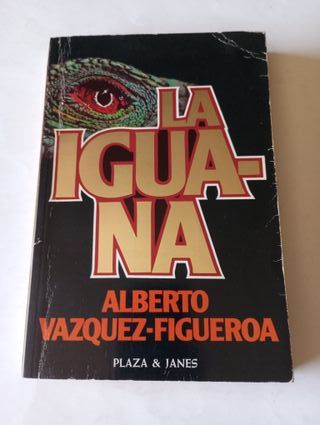 LA
IGUA-
NA
ALBERTO
VAZQUEZ-FIGUEROA
PLAZA & JANES